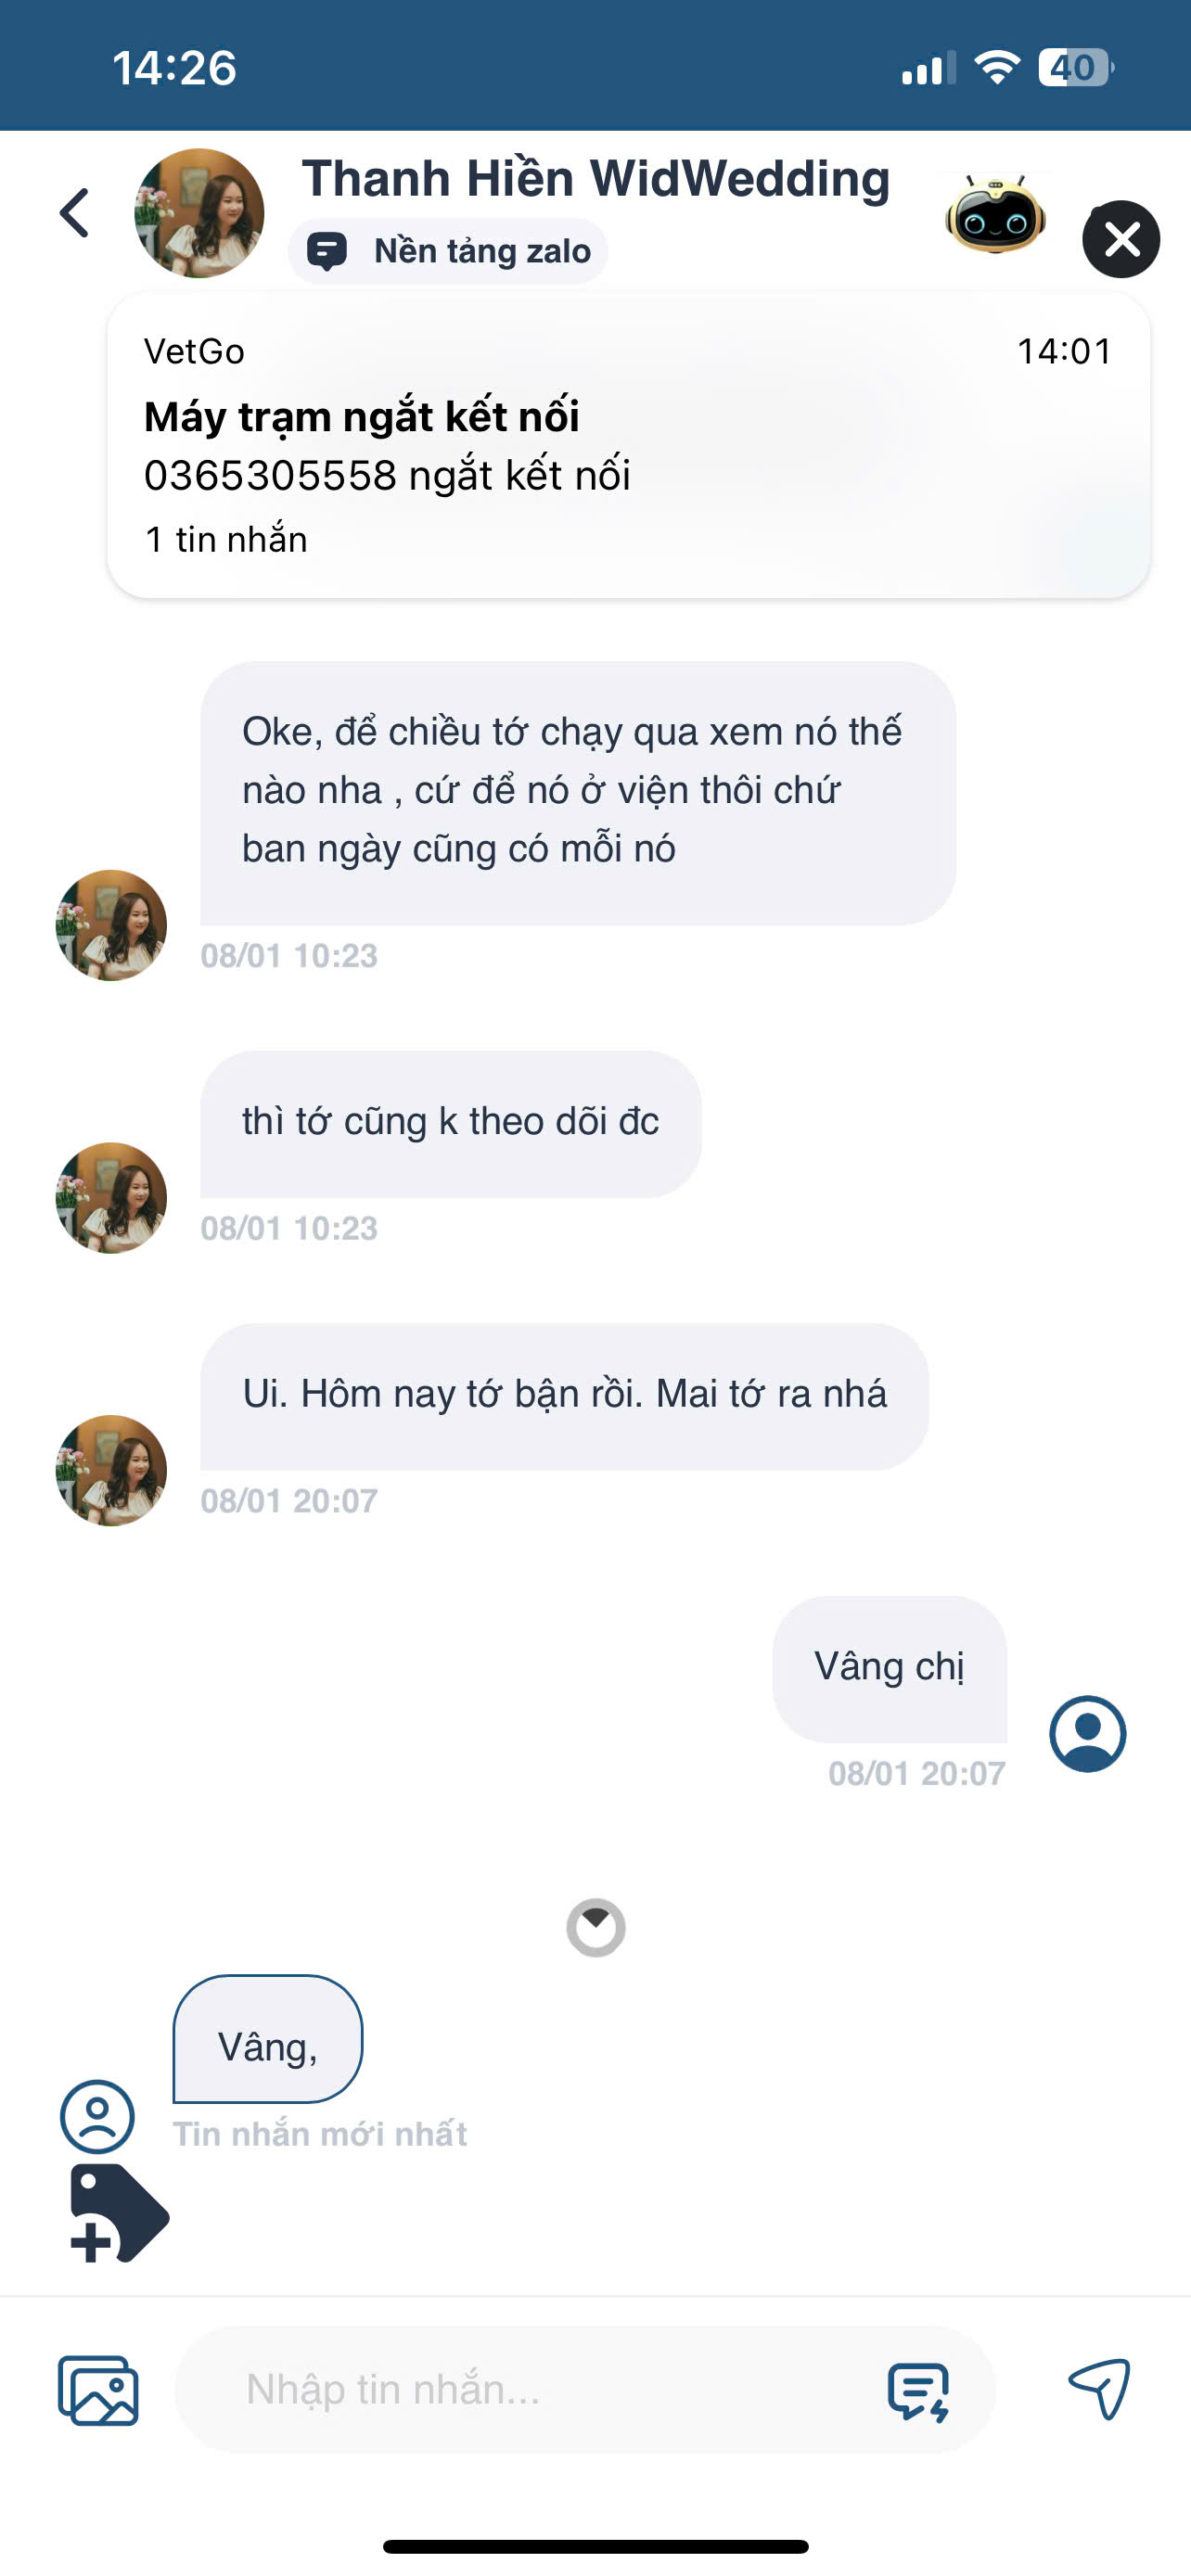 14:26
40
Thanh Hiền WidWedding
Nền tảng zalo
VetGo
14:01
Máy trạm ngắt kết nối
0365305558 ngắt kết nối
1 tin nhắn
Oke, để chiều tớ chạy qua xem nó thế
nào nha , cứ để nó ở viện thôi chứ
ban ngày cũng có mỗi nó
08/01 10:23
thì tớ cũng k theo dõi đc
08/01 10:23
Ui. Hôm nay tớ bận rồi. Mai tớ ra nhá
08/01 20:07
Vâng chị
08/01 20:07
Vâng,
Tin nhắn mới nhất
Nhập tin nhắn...